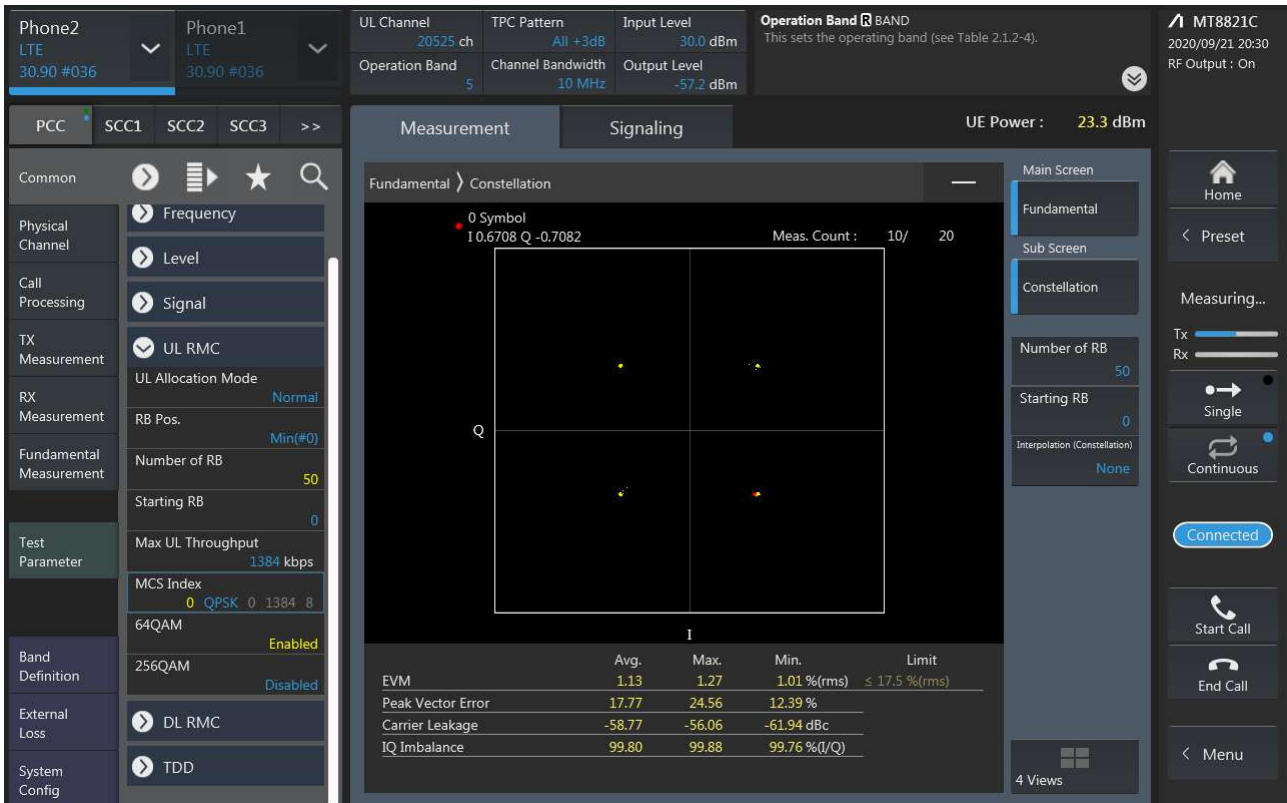 Phone2
LTE
30.90 #036
Phone1
LTE
30.90 #036
UL Channel
20525 ch
TPC Pattern
All +3dB
Input Level
30.0 dBm
Operation Band
5
Channel Bandwidth
10 MHz
Output Level
-57.2 dBm
Operation Band R BAND
This sets the operating band (see Table 2.1.2-4).
MT8821C
2020/09/21 20:30
RF Output : On
PCC SCC1 SCC2 SCC3 >>
Measurement Signaling
UE Power : 23.3 dBm
Common
Physical
Channel
Call
Processing
TX
Measurement
RX
Measurement
Fundamental
Measurement
Test
Parameter
Band
Definition
External
Loss
System
Config
Frequency
Level
Signal
UL RMC
UL Allocation Mode
Normal
RB Pos.
Min(#0)
Number of RB
50
Starting RB
0
Max UL Throughput
1384 kbps
MCS Index
0 QPSK 0 1384 8
64QAM
Enabled
256QAM
Disabled
DL RMC
TDD
Fundamental 〉 Constellation
0 Symbol
I 0.6708 Q -0.7082
Meas. Count : 10/ 20
Q
I
Avg. Max. Min. Limit
EVM 1.13 1.27 1.01 %(rms) ≤ 17.5 %(rms)
Peak Vector Error 17.77 24.56 12.39 %
Carrier Leakage -58.77 -56.06 -61.94 dBc
IQ Imbalance 99.80 99.88 99.76 %(I/Q)
Main Screen
Fundamental
Sub Screen
Constellation
Number of RB
50
Starting RB
0
Interpolation (Constellation)
None
4 Views
Home
< Preset
Measuring...
Tx
Rx
Single
Continuous
Connected
Start Call
End Call
< Menu